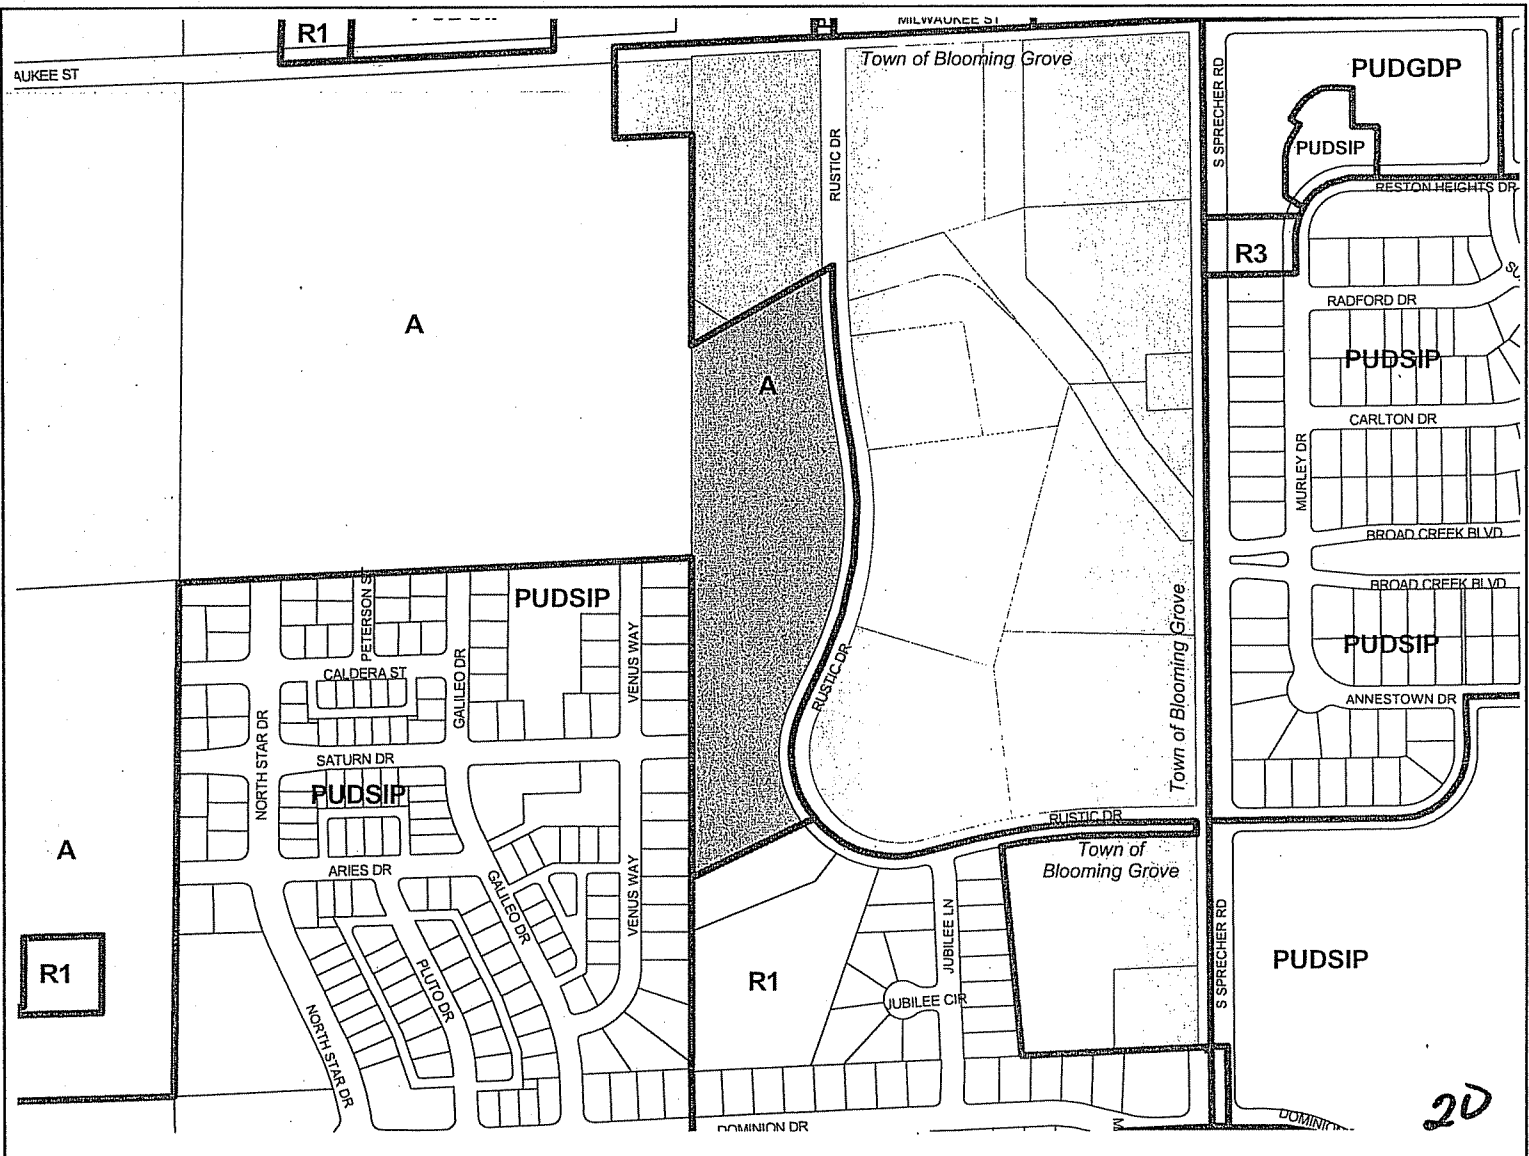 R1
MILWAUKEE ST
AUKEE ST
Town of Blooming Grove
S SPRECHER RD
PUDGDP
PUDSIP
RUSTIC DR
RESTON HEIGHTS DR
R3
RADFORD DR
A
PUDSIP
A
CARLTON DR
MURLEY DR
BROAD CREEK BLVD
BROAD CREEK BLVD
PUDSIP
PETERSON ST
VENUS WAY
Town of Blooming Grove
PUDSIP
CALDERA ST
GALILEO DR
RUSTIC DR
ANNESTOWN DR
NORTH STAR DR
SATURN DR
PUDSIP
RUSTIC DR
Town of
Blooming Grove
A
ARIES DR
GALILEO DR
VENUS WAY
JUBILEE LN
S SPRECHER RD
PUDSIP
R1
PLUTO DR
R1
JUBILEE CIR
NORTH STAR DR
DOMINION DR
DOMINION
20